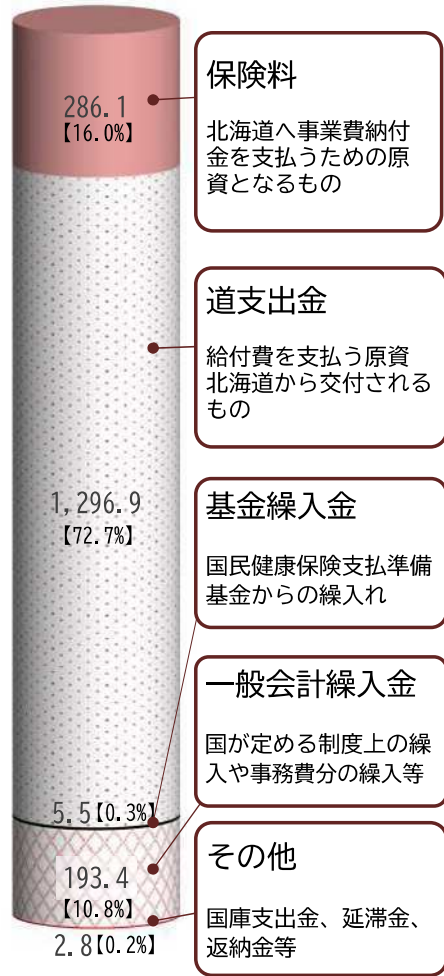 286.1
【16.0%】
保険料
北海道へ事業費納付
金を支払うための原
資となるもの
道支出金
給付費を支払う原資
北海道から交付される
もの
1,296.9
【72.7%】
基金繰入金
国民健康保険支払準備
基金からの繰入れ
一般会計繰入金
国が定める制度上の繰
入や事務費分の繰入等
5.5【0.3%】
193.4
【10.8%】
その他
国庫支出金、延滞金、
返納金等
2.8【0.2%】